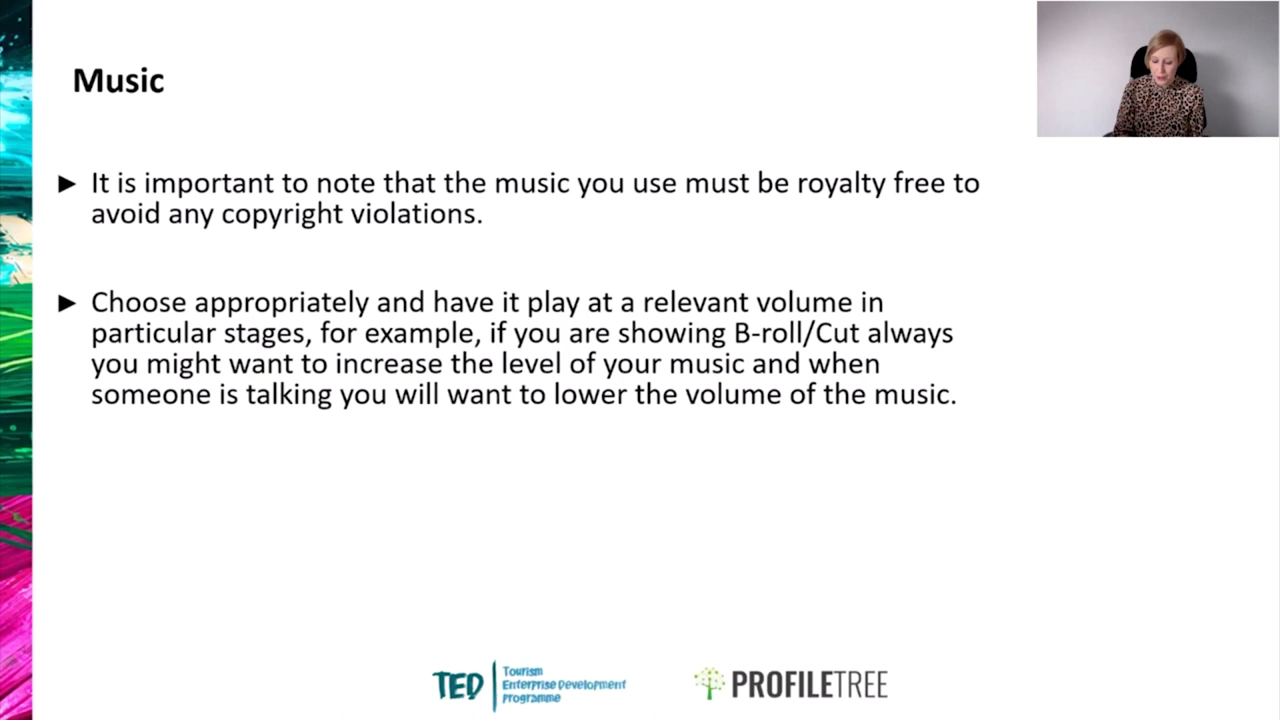 Music
► It is important to note that the music you use must be royalty free to
avoid any copyright violations.
► Choose appropriately and have it play at a relevant volume in
particular stages, for example, if you are showing B-roll/Cut always
you might want to increase the level of your music and when
someone is talking you will want to lower the volume of the music.
TED
Tourism
Enterprise Development
Programme
PROFILETREE